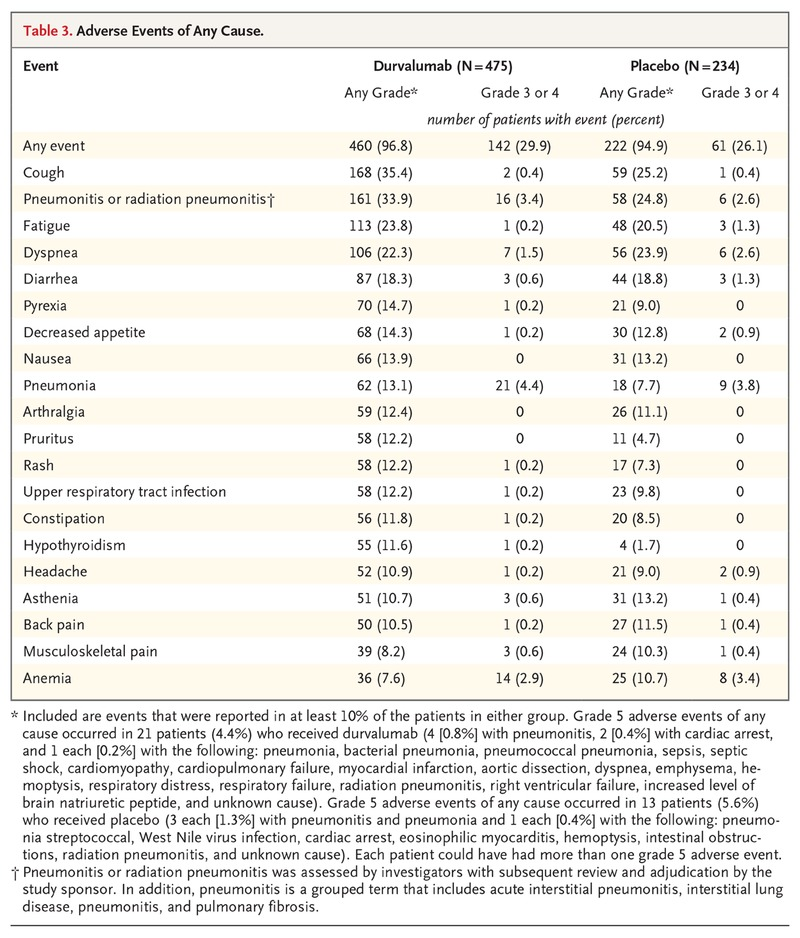 Table 3. Adverse Events of Any Cause.
Event Durvalumab (N=475) Placebo (N=234)
Any Grade* Grade 3 or 4 Any Grade* Grade 3 or 4
number of patients with event (percent)
Any event 460 (96.8) 142 (29.9) 222 (94.9) 61 (26.1)
Cough 168 (35.4) 2 (0.4) 59 (25.2) 1 (0.4)
Pneumonitis or radiation pneumonitis† 161 (33.9) 16 (3.4) 58 (24.8) 6 (2.6)
Fatigue 113 (23.8) 1 (0.2) 48 (20.5) 3 (1.3)
Dyspnea 106 (22.3) 7 (1.5) 56 (23.9) 6 (2.6)
Diarrhea 87 (18.3) 3 (0.6) 44 (18.8) 3 (1.3)
Pyrexia 70 (14.7) 1 (0.2) 21 (9.0) 0
Decreased appetite 68 (14.3) 1 (0.2) 30 (12.8) 2 (0.9)
Nausea 66 (13.9) 0 31 (13.2) 0
Pneumonia 62 (13.1) 21 (4.4) 18 (7.7) 9 (3.8)
Arthralgia 59 (12.4) 0 26 (11.1) 0
Pruritus 58 (12.2) 0 11 (4.7) 0
Rash 58 (12.2) 1 (0.2) 17 (7.3) 0
Upper respiratory tract infection 58 (12.2) 1 (0.2) 23 (9.8) 0
Constipation 56 (11.8) 1 (0.2) 20 (8.5) 0
Hypothyroidism 55 (11.6) 1 (0.2) 4 (1.7) 0
Headache 52 (10.9) 1 (0.2) 21 (9.0) 2 (0.9)
Asthenia 51 (10.7) 3 (0.6) 31 (13.2) 1 (0.4)
Back pain 50 (10.5) 1 (0.2) 27 (11.5) 1 (0.4)
Musculoskeletal pain 39 (8.2) 3 (0.6) 24 (10.3) 1 (0.4)
Anemia 36 (7.6) 14 (2.9) 25 (10.7) 8 (3.4)
* Included are events that were reported in at least 10% of the patients in either group. Grade 5 adverse events of any
cause occurred in 21 patients (4.4%) who received durvalumab (4 [0.8%] with pneumonitis, 2 [0.4%] with cardiac arrest,
and 1 each [0.2%] with the following: pneumonia, bacterial pneumonia, pneumococcal pneumonia, sepsis, septic
shock, cardiomyopathy, cardiopulmonary failure, myocardial infarction, aortic dissection, dyspnea, emphysema, he-
moptysis, respiratory distress, respiratory failure, radiation pneumonitis, right ventricular failure, increased level of
brain natriuretic peptide, and unknown cause). Grade 5 adverse events of any cause occurred in 13 patients (5.6%)
who received placebo (3 each [1.3%] with pneumonitis and pneumonia and 1 each [0.4%] with the following: pneumo-
nia streptococcal, West Nile virus infection, cardiac arrest, eosinophilic myocarditis, hemoptysis, intestinal obstruc-
tions, radiation pneumonitis, and unknown cause). Each patient could have had more than one grade 5 adverse event.
† Pneumonitis or radiation pneumonitis was assessed by investigators with subsequent review and adjudication by the
study sponsor. In addition, pneumonitis is a grouped term that includes acute interstitial pneumonitis, interstitial lung
disease, pneumonitis, and pulmonary fibrosis.